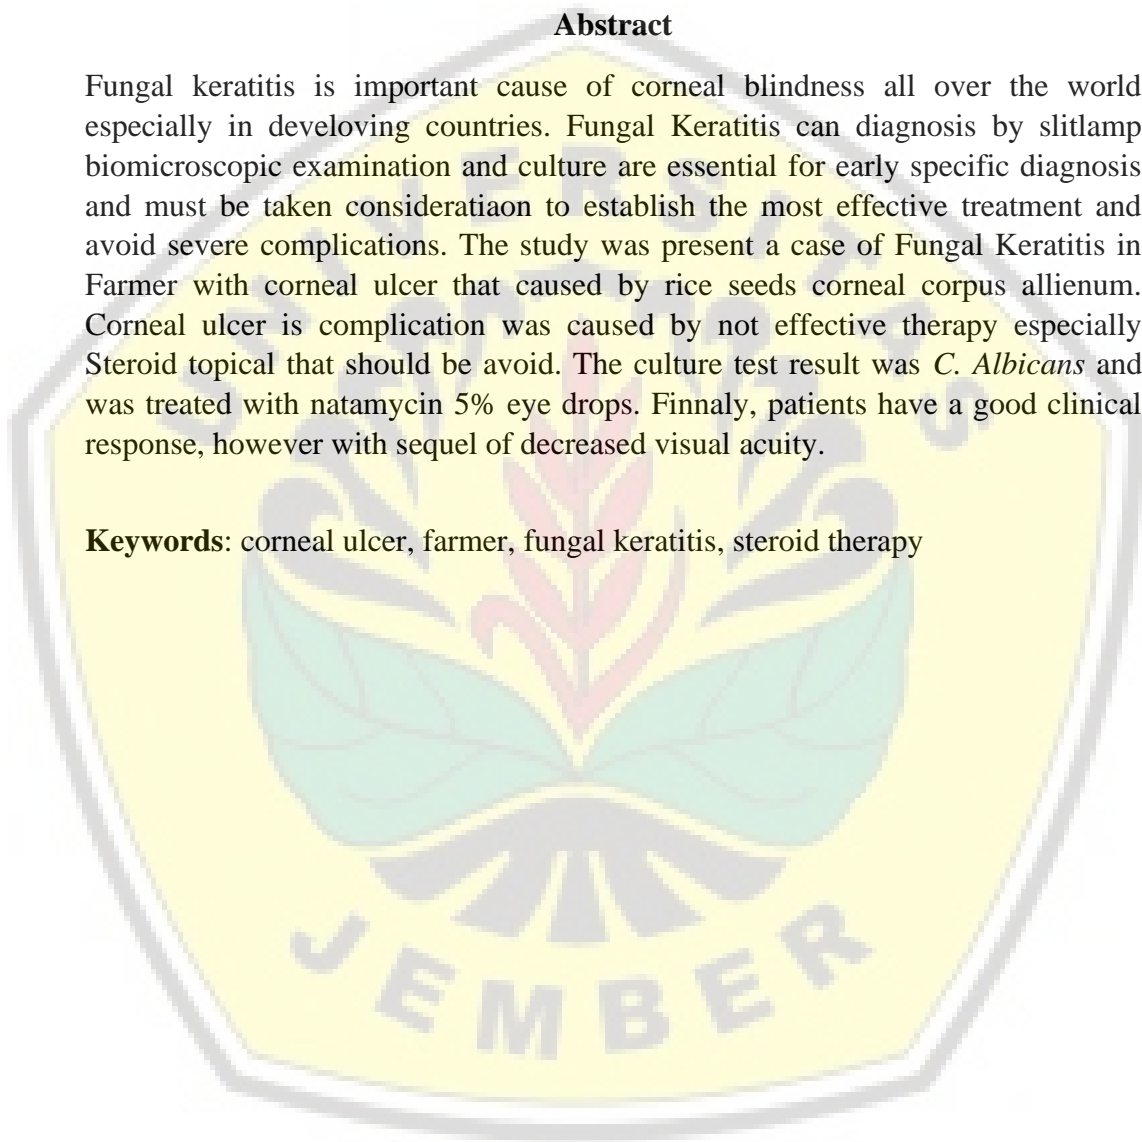 Abstract
Fungal keratitis is important cause of corneal blindness all over the world
especially in develoving countries. Fungal Keratitis can diagnosis by slitlamp
biomicroscopic examination and culture are essential for early specific diagnosis
and must be taken consideratiaon to establish the most effective treatment and
avoid severe complications. The study was present a case of Fungal Keratitis in
Farmer with corneal ulcer that caused by rice seeds corneal corpus allienum.
Corneal ulcer is complication was caused by not effective therapy especially
Steroid topical that should be avoid. The culture test result was C. Albicans and
was treated with natamycin 5% eye drops. Finnaly, patients have a good clinical
response, however with sequel of decreased visual acuity.
Keywords: corneal ulcer, farmer, fungal keratitis, steroid therapy
UNIVERSITAS
JEMBER